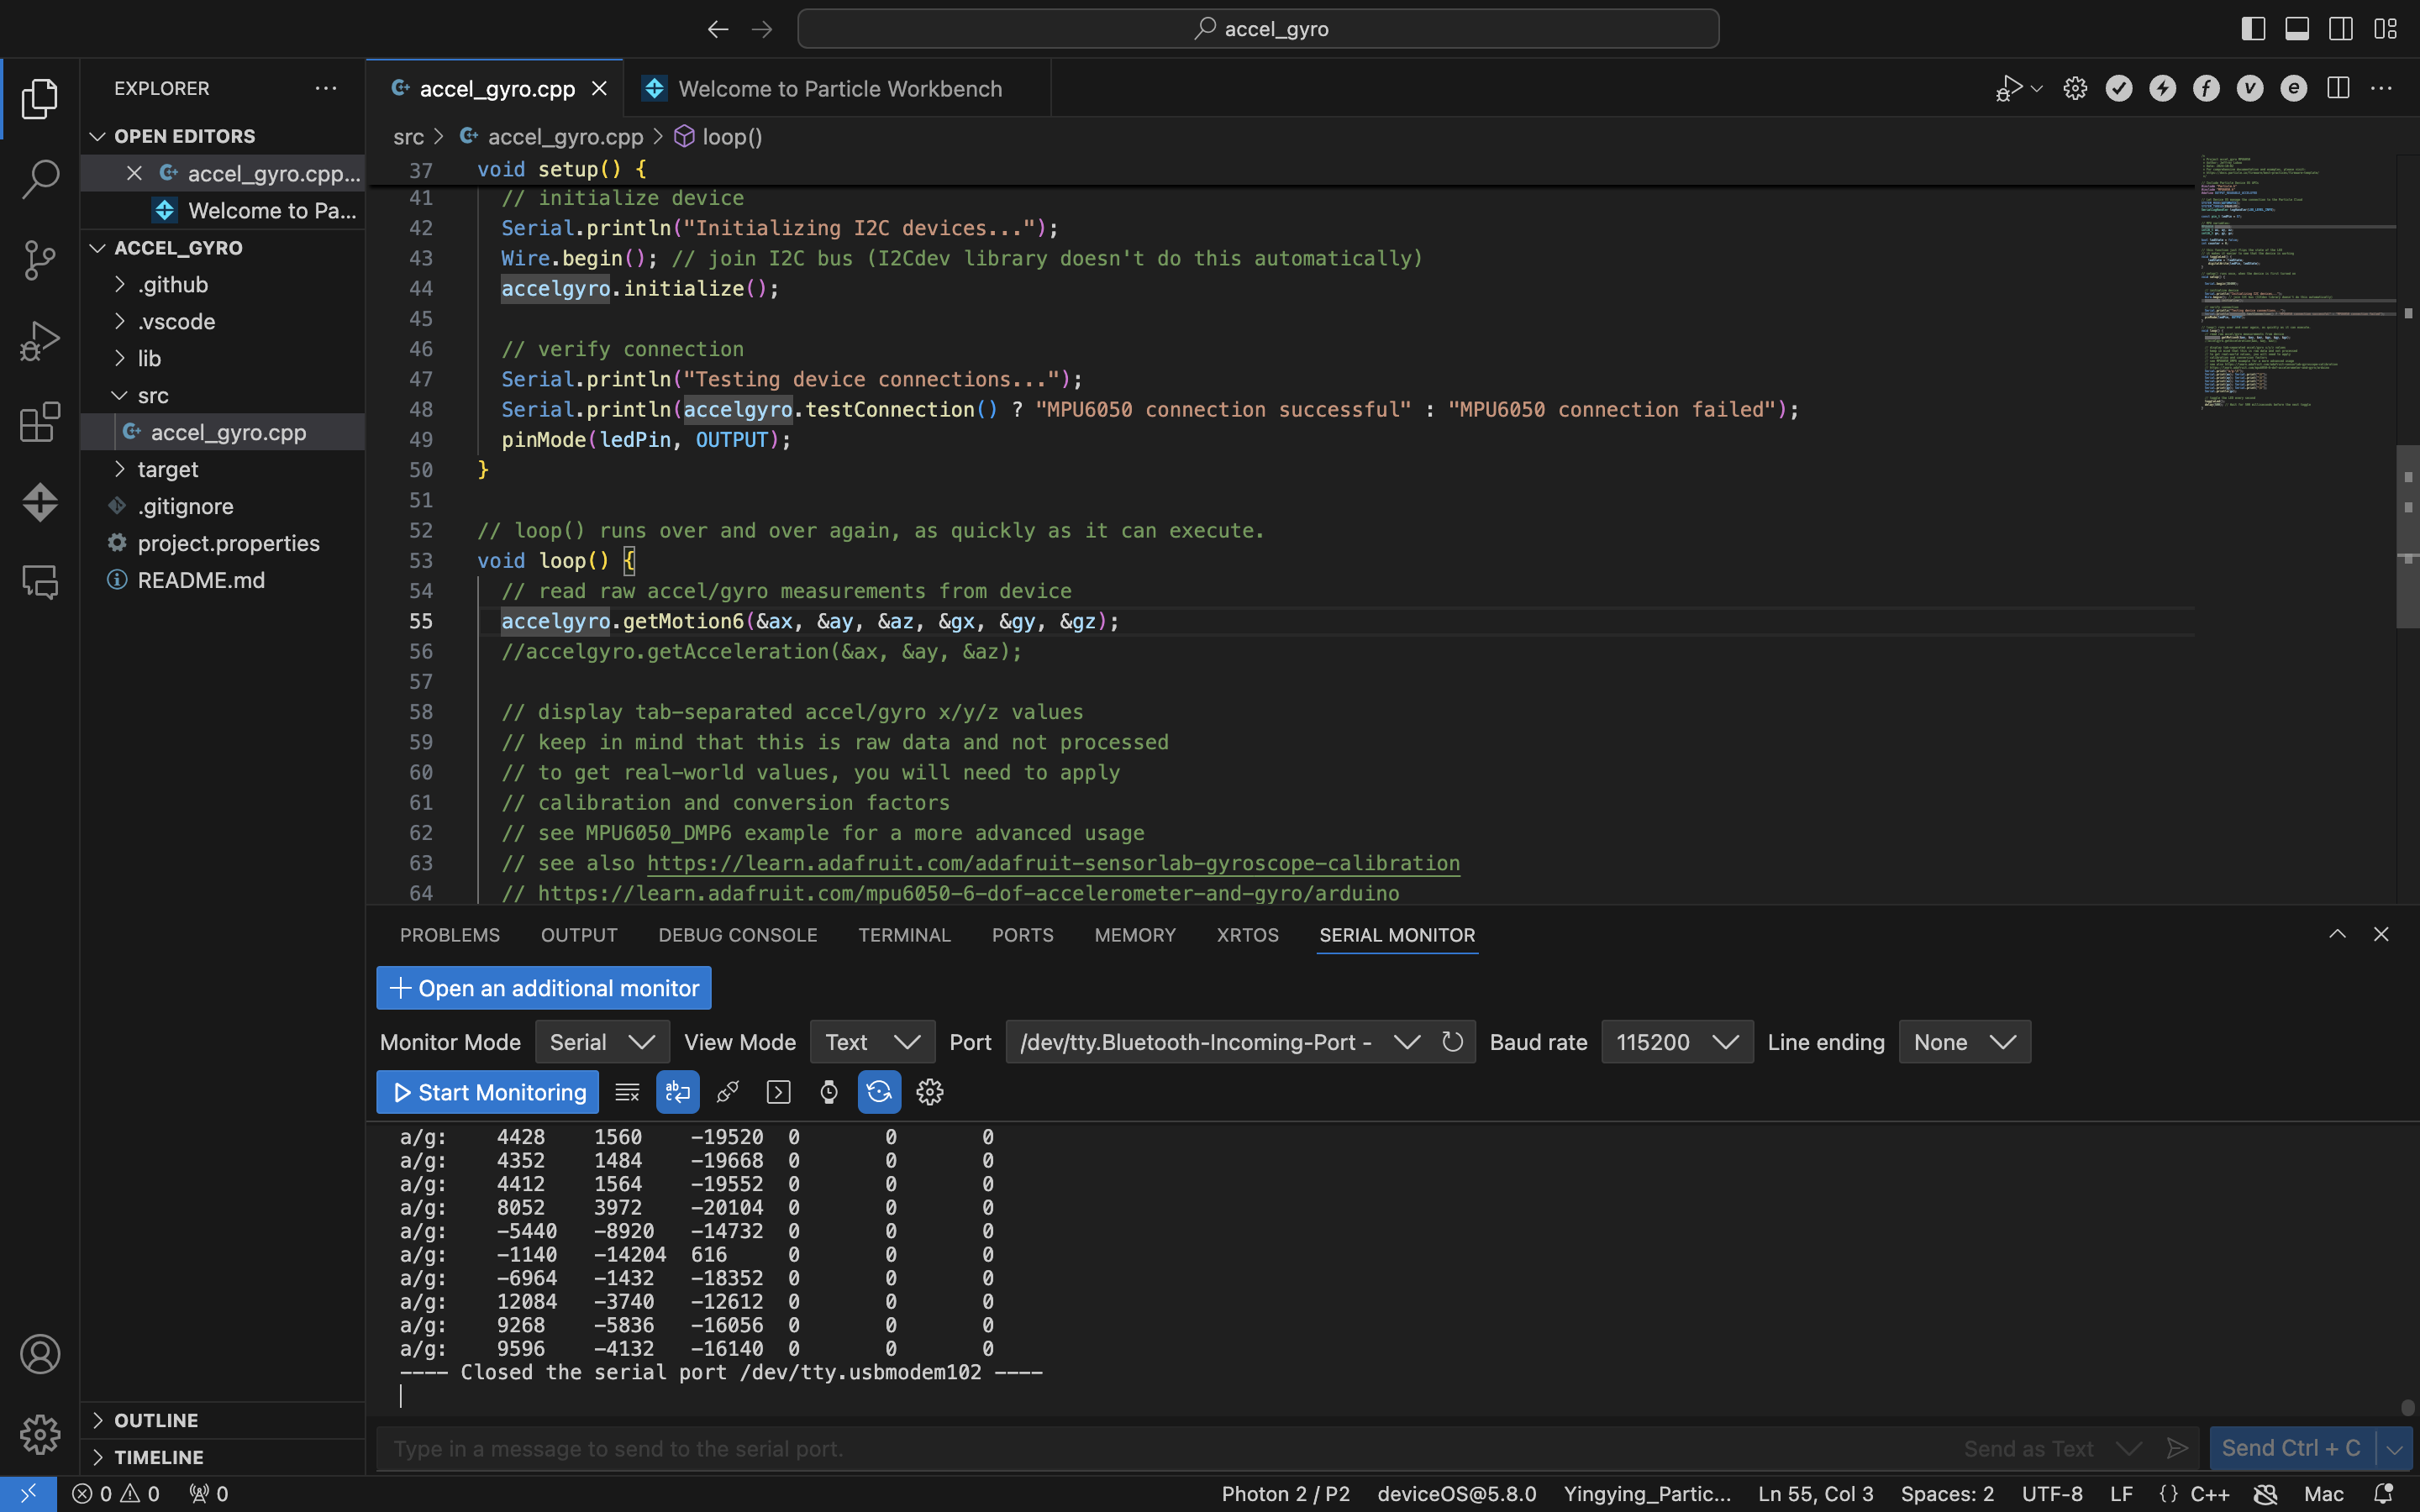 accel_gyro
EXPLORER
OPEN EDITORS
accel_gyro.cpp...
Welcome to Pa...
ACCEL_GYRO
.github
.vscode
lib
src
accel_gyro.cpp
target
.gitignore
project.properties
README.md
OUTLINE
TIMELINE
accel_gyro.cpp
Welcome to Particle Workbench
src > accel_gyro.cpp > loop()
37 void setup() {
41 // initialize device
42 Serial.println("Initializing I2C devices...");
43 Wire.begin(); // join I2C bus (I2Cdev library doesn't do this automatically)
44 accelgyro.initialize();
45
46 // verify connection
47 Serial.println("Testing device connections...");
48 Serial.println(accelgyro.testConnection() ? "MPU6050 connection successful" : "MPU6050 connection failed");
49 pinMode(ledPin, OUTPUT);
50 }
51
52 // loop() runs over and over again, as quickly as it can execute.
53 void loop() {
54 // read raw accel/gyro measurements from device
55 accelgyro.getMotion6(&ax, &ay, &az, &gx, &gy, &gz);
56 //accelgyro.getAcceleration(&ax, &ay, &az);
57
58 // display tab-separated accel/gyro x/y/z values
59 // keep in mind that this is raw data and not processed
60 // to get real-world values, you will need to apply
61 // calibration and conversion factors
62 // see MPU6050_DMP6 example for a more advanced usage
63 // see also https://learn.adafruit.com/adafruit-sensorlab-gyroscope-calibration
64 // https://learn.adafruit.com/mpu6050-6-dof-accelerometer-and-gyro/arduino
PROBLEMS OUTPUT DEBUG CONSOLE TERMINAL PORTS MEMORY XRTOS SERIAL MONITOR
Open an additional monitor
Monitor Mode Serial View Mode Text Port /dev/tty.Bluetooth-Incoming-Port - Baud rate 115200 Line ending None
Start Monitoring
a/g: 4428 1560 -19520 0 0 0
a/g: 4352 1484 -19668 0 0 0
a/g: 4412 1564 -19552 0 0 0
a/g: 8052 3972 -20104 0 0 0
a/g: -5440 -8920 -14732 0 0 0
a/g: -1140 -14204 616 0 0 0
a/g: -6964 -1432 -18352 0 0 0
a/g: 12084 -3740 -12612 0 0 0
a/g: 9268 -5836 -16056 0 0 0
a/g: 9596 -4132 -16140 0 0 0
---- Closed the serial port /dev/tty.usbmodem102 ----
Type in a message to send to the serial port. Send as Text Send Ctrl + C
0 0 0 Photon 2 / P2 deviceOS@5.8.0 Yingying_Partic... Ln 55, Col 3 Spaces: 2 UTF-8 LF {} C++ Mac